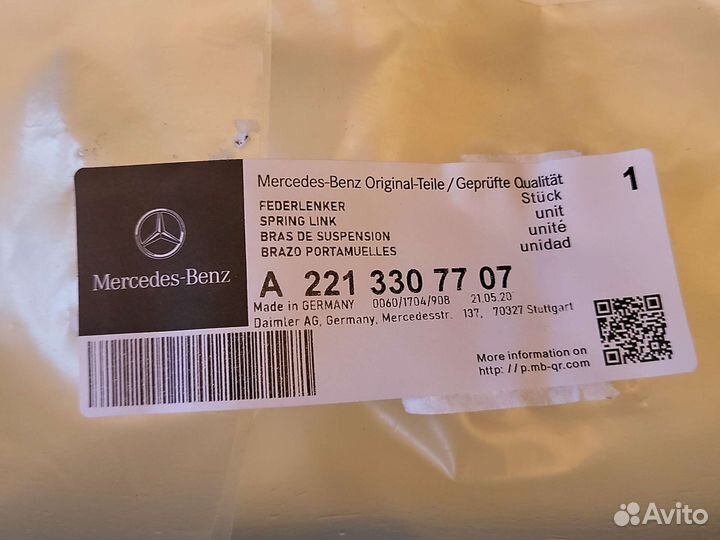 Mercedes-Benz
Mercedes-Benz Original-Teile / Geprüfte Qualität
FEDERLENKER
SPRING LINK
BRAS DE SUSPENSION
BRAZO PORTAMUELLES
Stück
unit
unité
unidad
1
A 221 330 77 07
Made in GERMANY 0060/1704/908 21.05.20
Daimler AG, Germany, Mercedesstr. 137, 70327 Stuttgart
More information on
http: //p.mb-qr.com
Avito